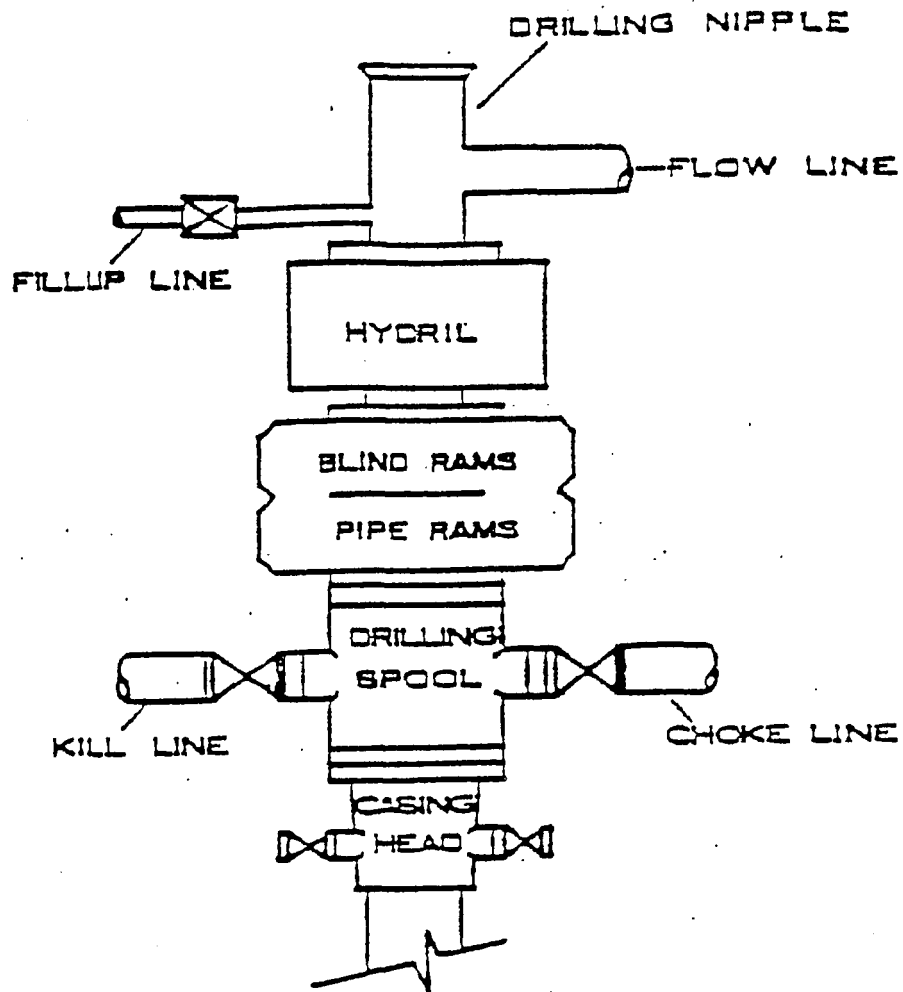 DRILLING NIPPLE
FLOW LINE
FILLUP LINE
HYDRIL
BLIND RAMS
PIPE RAMS
DRILLING
SPOOL
KILL LINE
CHOKE LINE
CASING
HEAD